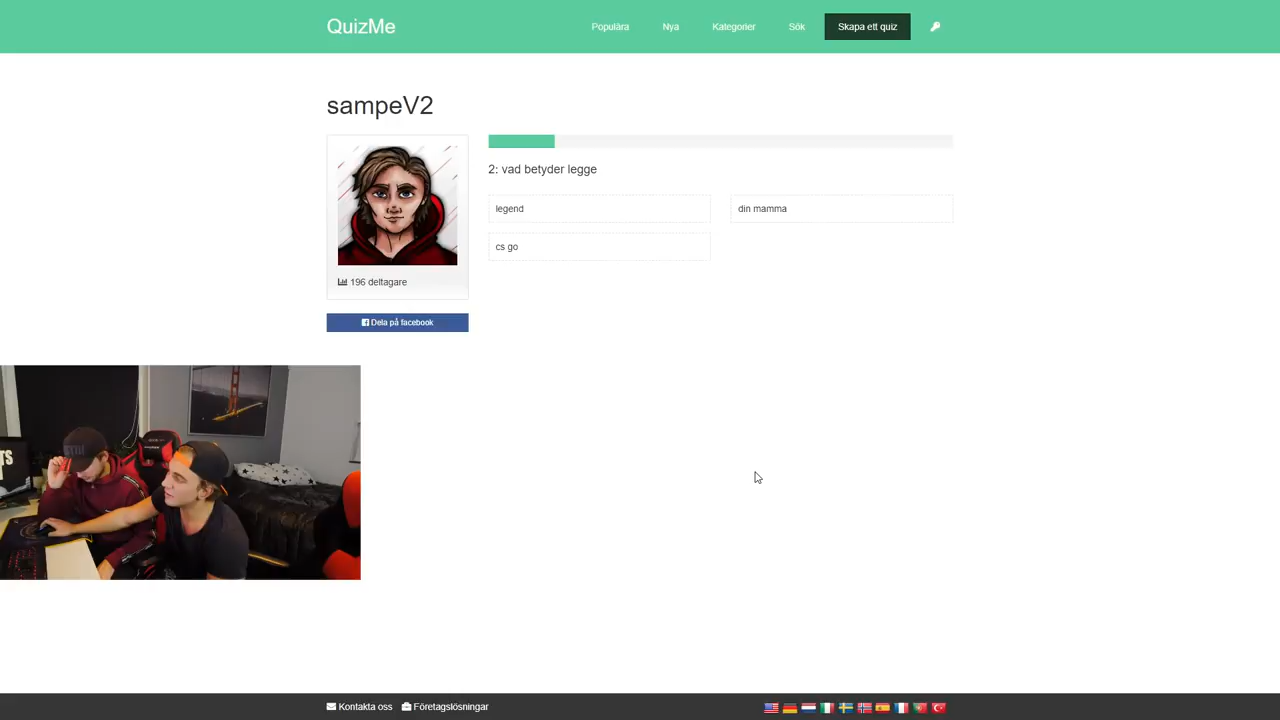 QuizMe
Populära
Nya
Kategorier
Sök
Skapa ett quiz
sampeV2
2: vad betyder legge
legend
din mamma
cs go
196 deltagare
Dela på facebook
Kontakta oss
Företagslösningar